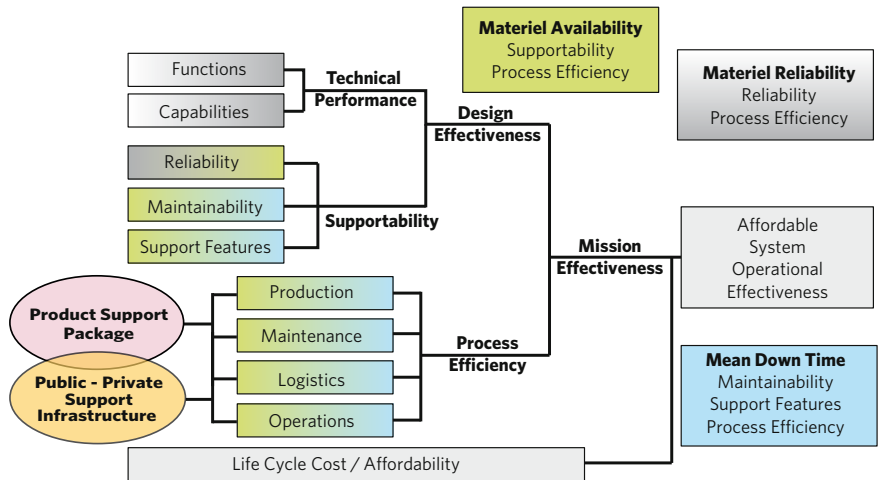 Materiel Availability
Supportability
Process Efficiency
Materiel Reliability
Reliability
Process Efficiency
Functions
Capabilities
Technical
Performance
Design
Effectiveness
Reliability
Maintainability
Support Features
Supportability
Mission
Effectiveness
Affordable
System
Operational
Effectiveness
Product Support
Package
Public - Private
Support
Infrastructure
Production
Maintenance
Logistics
Operations
Process
Efficiency
Mean Down Time
Maintainability
Support Features
Process Efficiency
Life Cycle Cost / Affordability